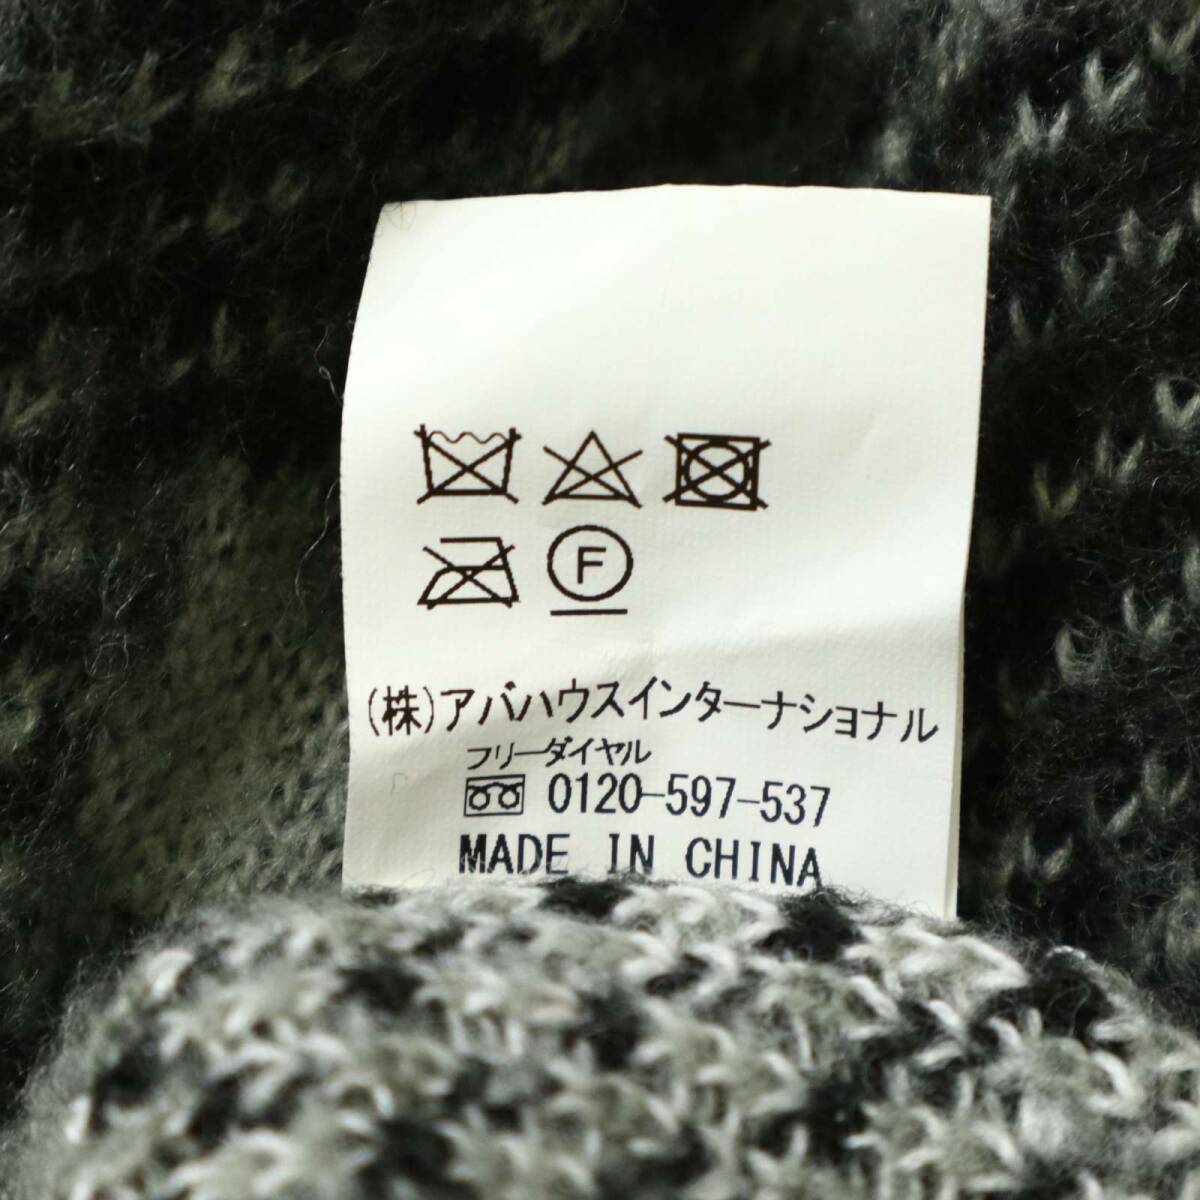 F
(株)アバハウスインターナショナル
フリーダイヤル
0120-597-537
MADE IN CHINA